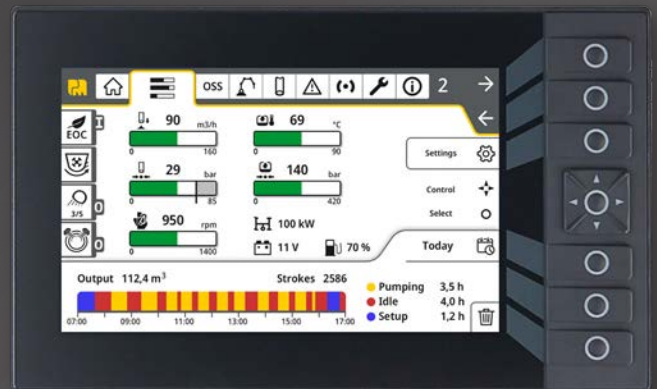 OSS
2
EOC
I
90 m3/h
0 160
69 °C
0 90
Settings
29 bar
0 85
140 bar
0 420
Control
3/5
0
Select
950 rpm
0 1400
100 kW
11 V
70 %
0
Today
Output 112,4 m³
Strokes 2586
Pumping 3,5 h
Idle 4,0 h
Setup 1,2 h
07:00 09:00 11:00 13:00 15:00 17:00